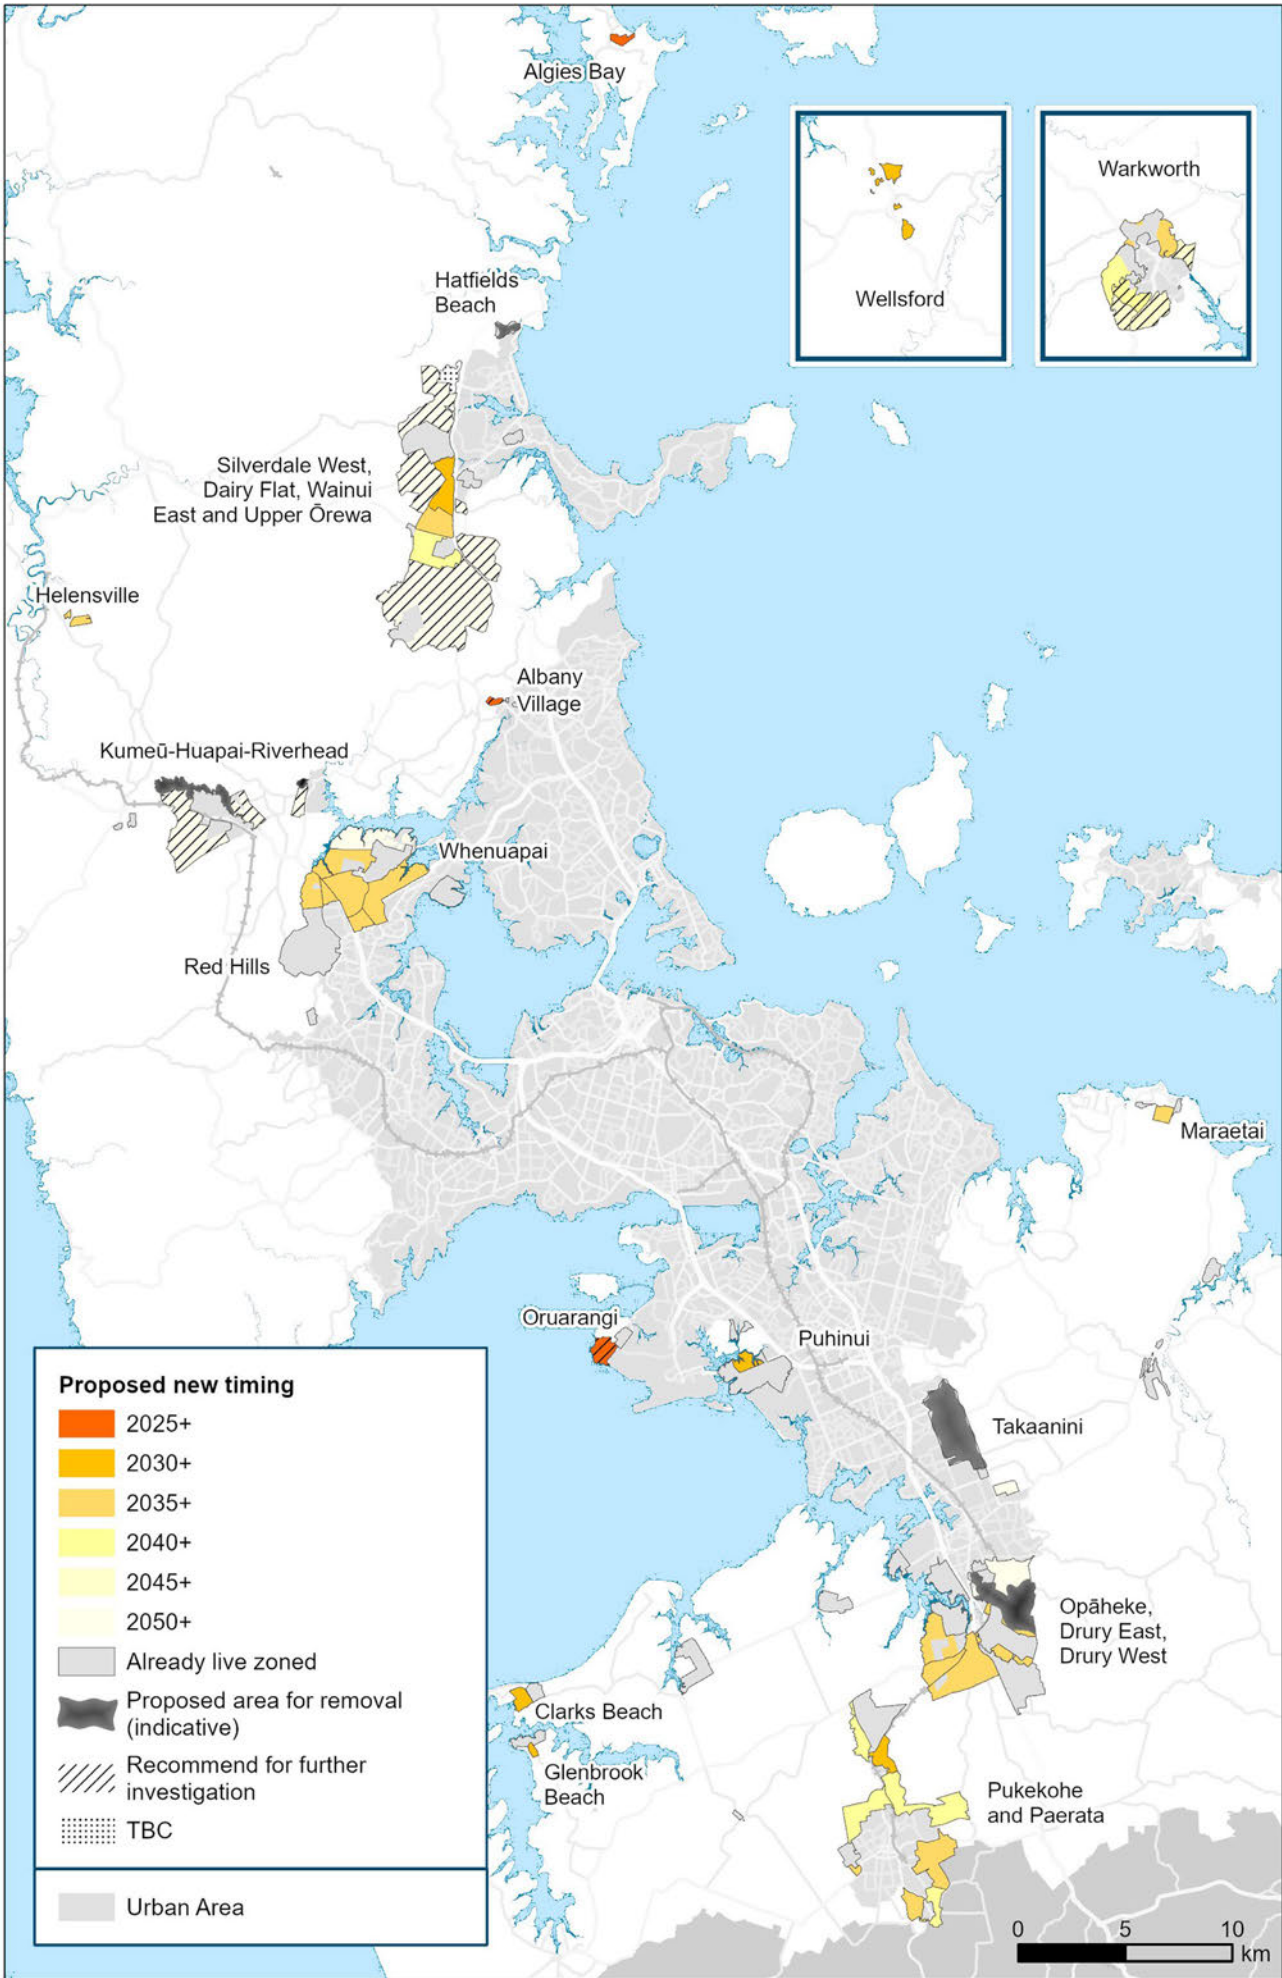 Algies Bay
Warkworth
Wellsford
Hatfields
Beach
Silverdale West,
Dairy Flat, Wainui
East and Upper Ōrewa
Helensville
Albany
Village
Kumeū-Huapai-Riverhead
Whenuapai
Red Hills
Maraetai
Oruarangi
Puhinui
Takaanini
Opāheke,
Drury East,
Drury West
Clarks Beach
Glenbrook
Beach
Pukekohe
and Paerata
Proposed new timing
2025+
2030+
2035+
2040+
2045+
2050+
Already live zoned
Proposed area for removal
(indicative)
Recommend for further
investigation
TBC
Urban Area
0 5 10
km